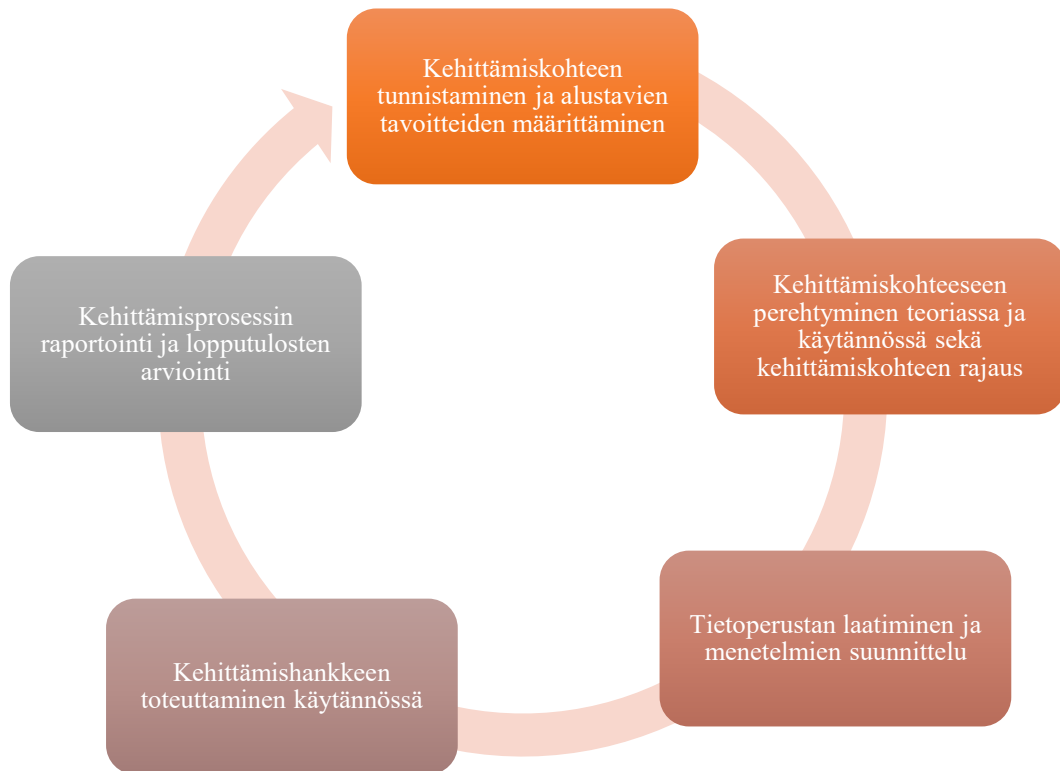 Kehittämiskohteen
tunnistaminen ja alustavien
tavoitteiden määrittäminen
Kehittämiskohteeseen
perehtyminen teoriassa ja
käytännössä sekä
kehittämiskohteen rajaus
Tietoperustan laatiminen ja
menetelmien suunnittelu
Kehittämishankkeen
toteuttaminen käytännössä
Kehittämisprosessin
raportointi ja lopputulosten
arviointi